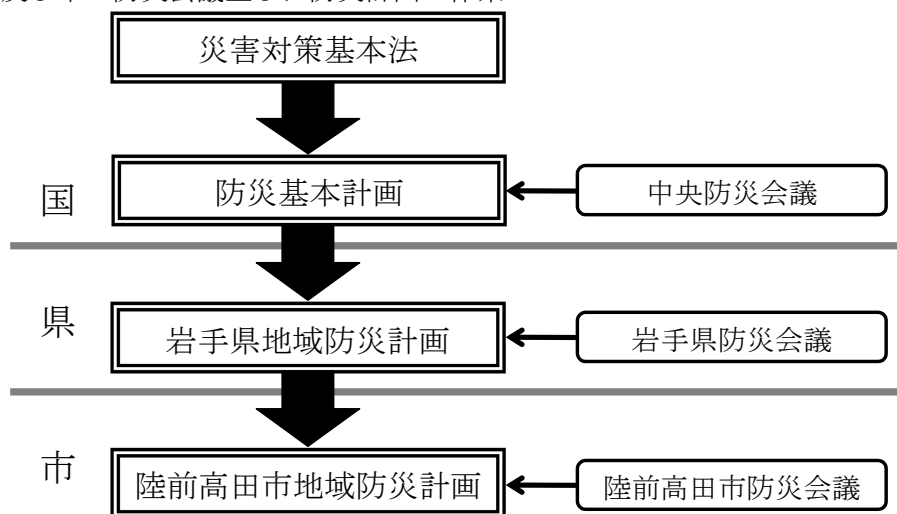 災害対策基本法
国
防災基本計画
中央防災会議
県
岩手県地域防災計画
岩手県防災会議
市
陸前高田市地域防災計画
陸前高田市防災会議